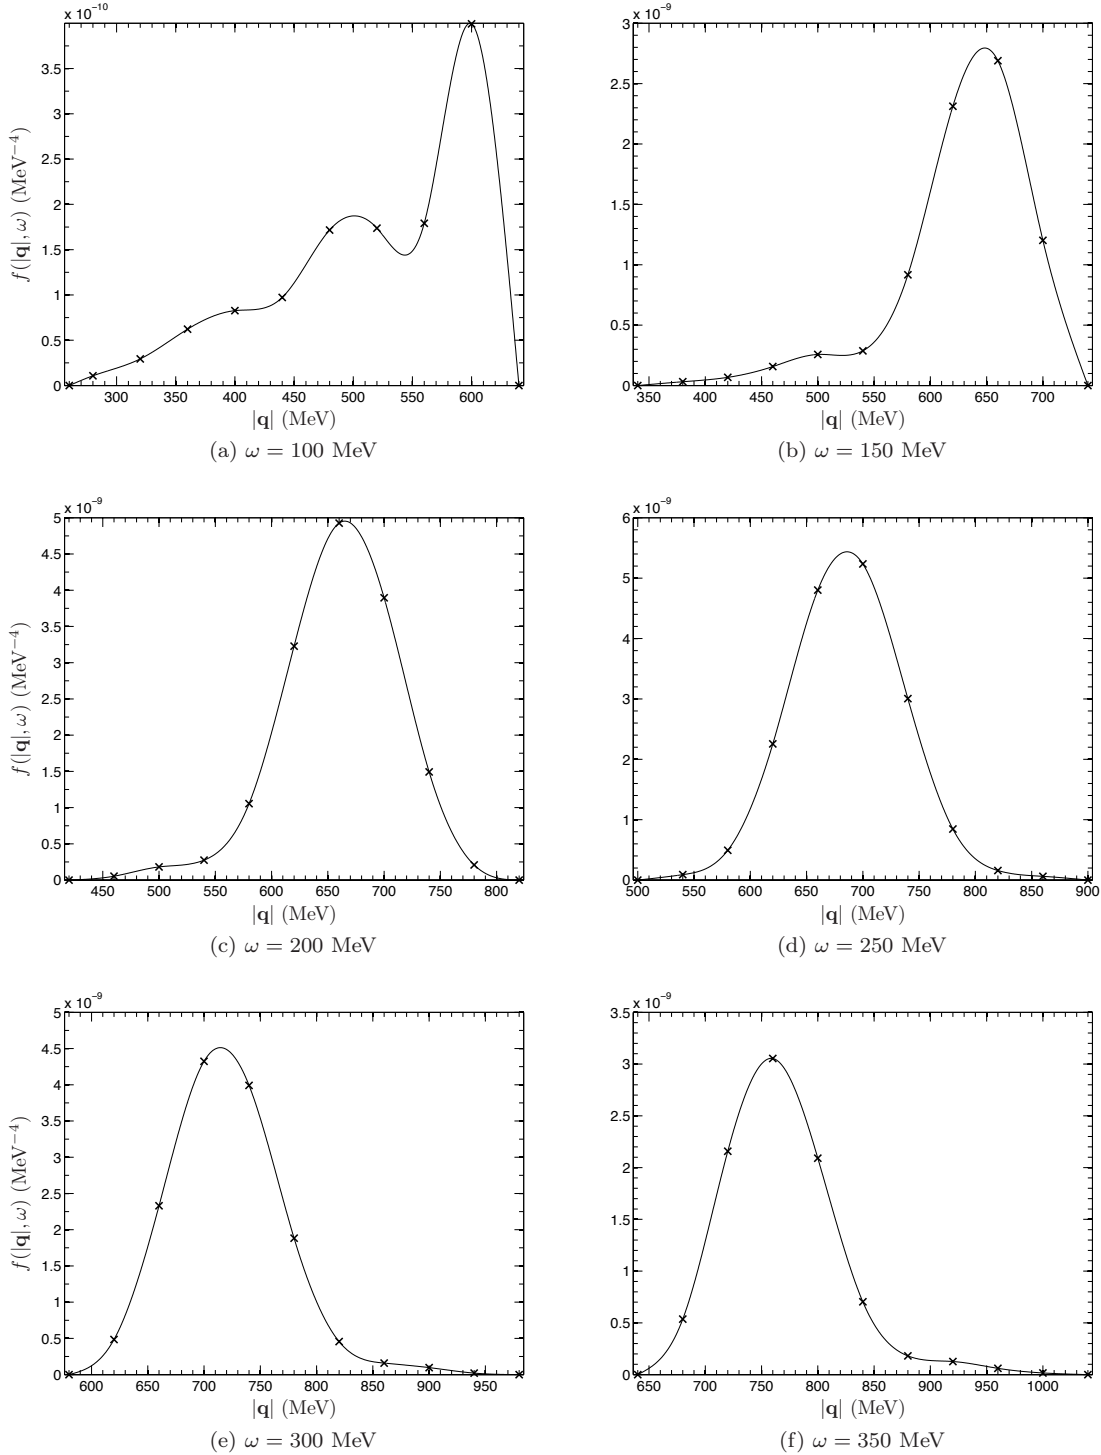 x 10⁻¹⁰
4
3.5
3
2.5
2
1.5
1
0.5
0
300 350 400 450 500 550 600
f(|q|, ω) (MeV⁻⁴)
|q| (MeV)
(a) ω = 100 MeV
x 10⁻⁹
3
2.5
2
1.5
1
0.5
0
350 400 450 500 550 600 650 700
|q| (MeV)
(b) ω = 150 MeV
x 10⁻⁹
5
4.5
4
3.5
3
2.5
2
1.5
1
0.5
0
450 500 550 600 650 700 750 800
f(|q|, ω) (MeV⁻⁴)
|q| (MeV)
(c) ω = 200 MeV
x 10⁻⁹
6
5
4
3
2
1
0
500 550 600 650 700 750 800 850 900
|q| (MeV)
(d) ω = 250 MeV
x 10⁻⁹
5
4.5
4
3.5
3
2.5
2
1.5
1
0.5
0
600 650 700 750 800 850 900 950
f(|q|, ω) (MeV⁻⁴)
|q| (MeV)
(e) ω = 300 MeV
x 10⁻⁹
3.5
3
2.5
2
1.5
1
0.5
0
650 700 750 800 850 900 950 1000
|q| (MeV)
(f) ω = 350 MeV